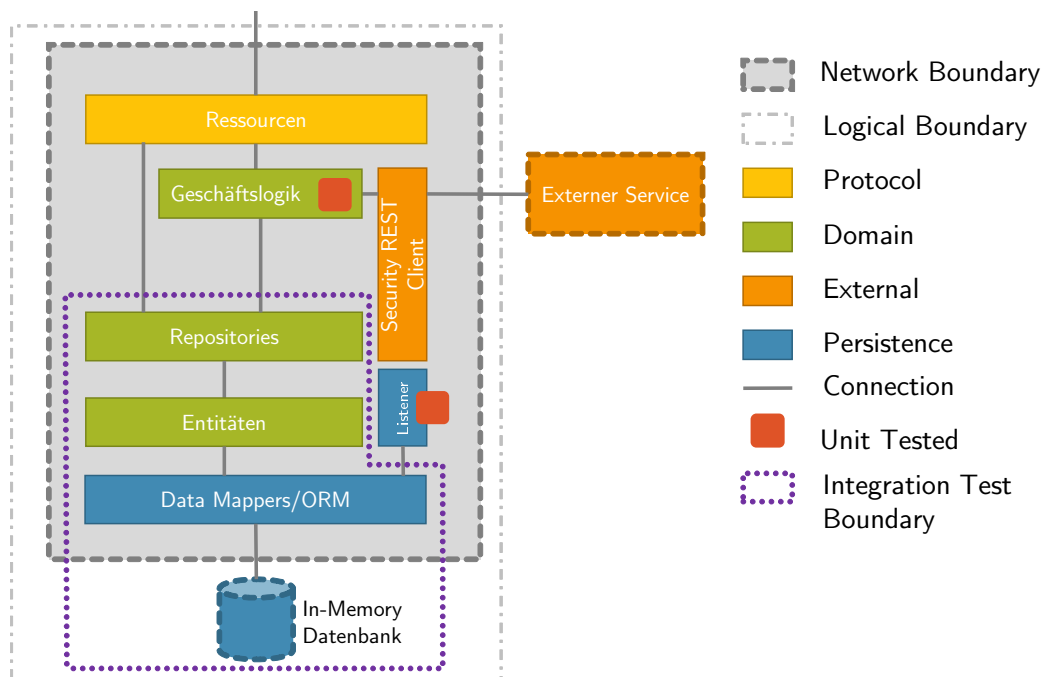 Ressourcen
Geschäftslogik
Security REST
Client
Externer Service
Repositories
Listener
Entitäten
Data Mappers/ORM
In-Memory
Datenbank
Network Boundary
Logical Boundary
Protocol
Domain
External
Persistence
Connection
Unit Tested
Integration Test
Boundary